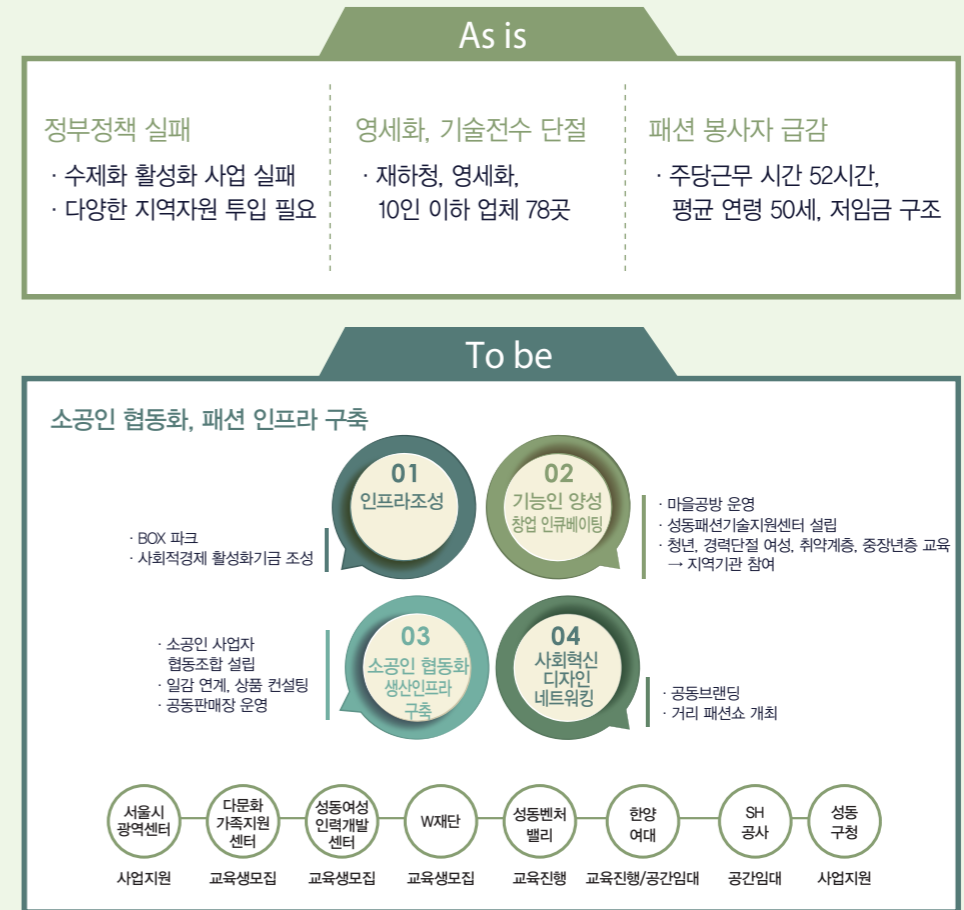 As is
정부정책 실패
· 수제화 활성화 사업 실패
· 다양한 지역자원 투입 필요
영세화, 기술전수 단절
· 재하청, 영세화,
10인 이하 업체 78곳
패션 봉사자 급감
· 주당근무 시간 52시간,
평균 연령 50세, 저임금 구조
To be
소공인 협동화, 패션 인프라 구축
01
인프라조성
· BOX 파크
· 사회적경제 활성화기금 조성
02
기능인 양성
창업 인큐베이팅
· 마을공방 운영
· 성동패션기술지원센터 설립
· 청년, 경력단절 여성, 취약계층, 중장년층 교육
→ 지역기관 참여
03
소공인 협동화
생산인프라
구축
· 소공인 사업자
협동조합 설립
· 일감 연계, 상품 컨설팅
· 공동판매장 운영
04
사회혁신
디자인
네트워킹
· 공동브랜딩
· 거리 패션쇼 개최
서울시
광역센터
사업지원
다문화
가족지원
센터
교육생모집
성동여성
인력개발
센터
교육생모집
W재단
교육생모집
성동벤처
밸리
교육진행
한양
여대
교육진행/공간임대
SH
공사
공간임대
성동
구청
사업지원